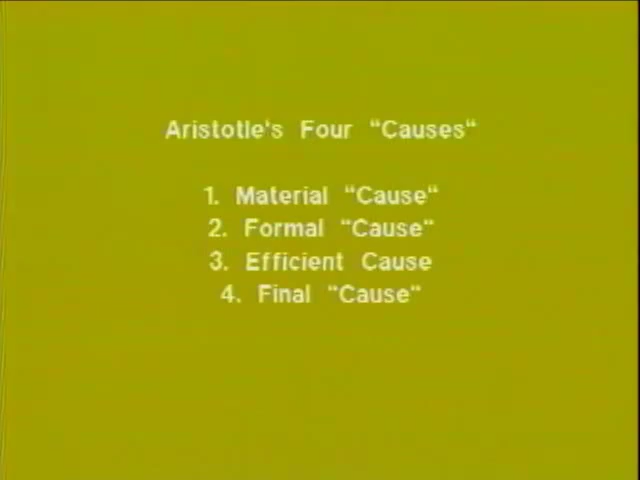 Aristotle's Four "Causes"
1. Material "Cause"
2. Formal "Cause"
3. Efficient Cause
4. Final "Cause"